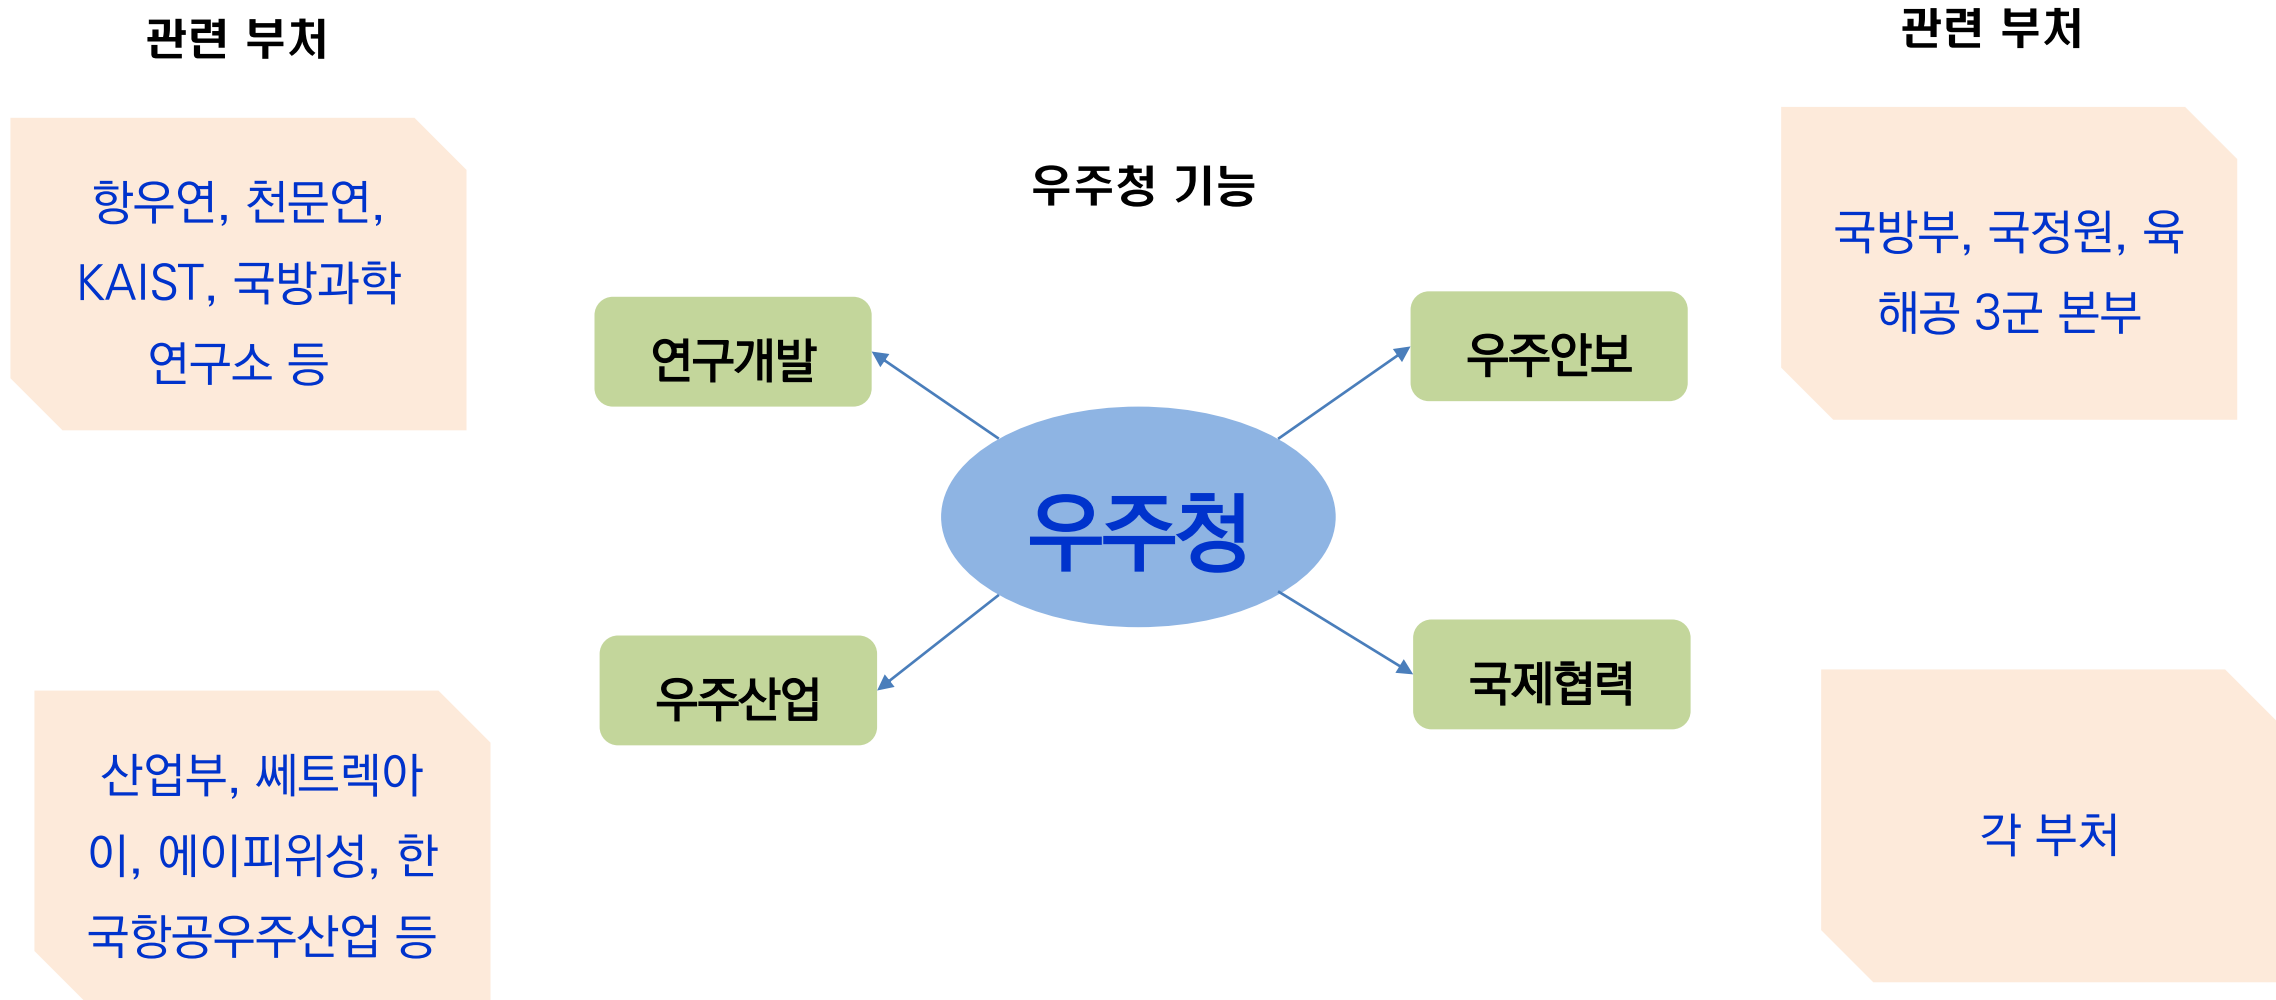 관련 부처
관련 부처
우주청 기능
항우연, 천문연,
KAIST, 국방과학
연구소 등
국방부, 국정원, 육
해공 3군 본부
연구개발
우주안보
우주청
우주산업
국제협력
산업부, 쎄트렉아
이, 에이피위성, 한
국항공우주산업 등
각 부처